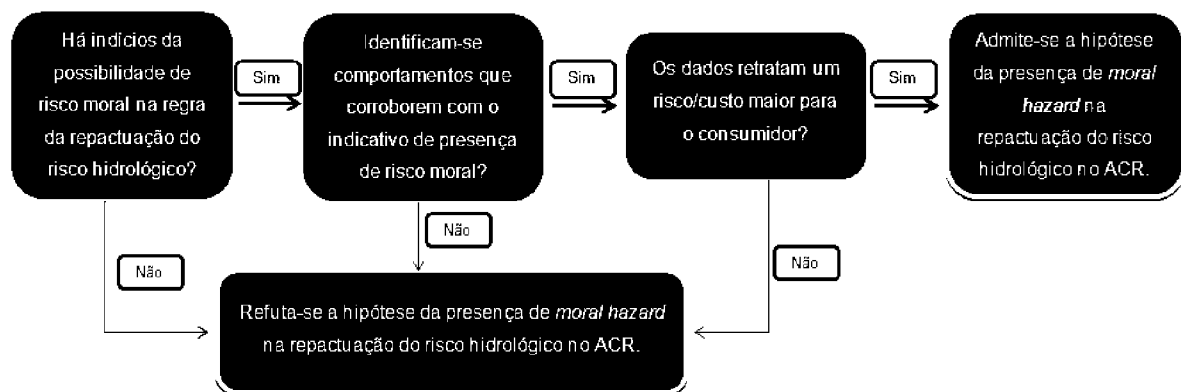 Há indícios da
possibilidade de
risco moral na regra
da repactuação do
risco hidrológico?
Sim
Identificam-se
comportamentos que
corroborem com o
indicativo de presença
de risco moral?
Sim
Os dados retratam um
risco/custo maior para
o consumidor?
Sim
Admite-se a hipótese
da presença de moral
hazard na
repactuação do risco
hidrológico no ACR.
Não
Não
Não
Refuta-se a hipótese da presença de moral hazard
na repactuação do risco hidrológico no ACR.